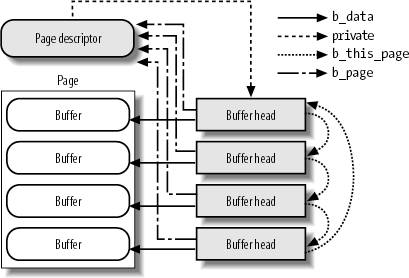 Page descriptor
b_data
private
b_this_page
b_page
Page
Buffer
Buffer head
Buffer
Buffer head
Buffer
Buffer head
Buffer
Buffer head